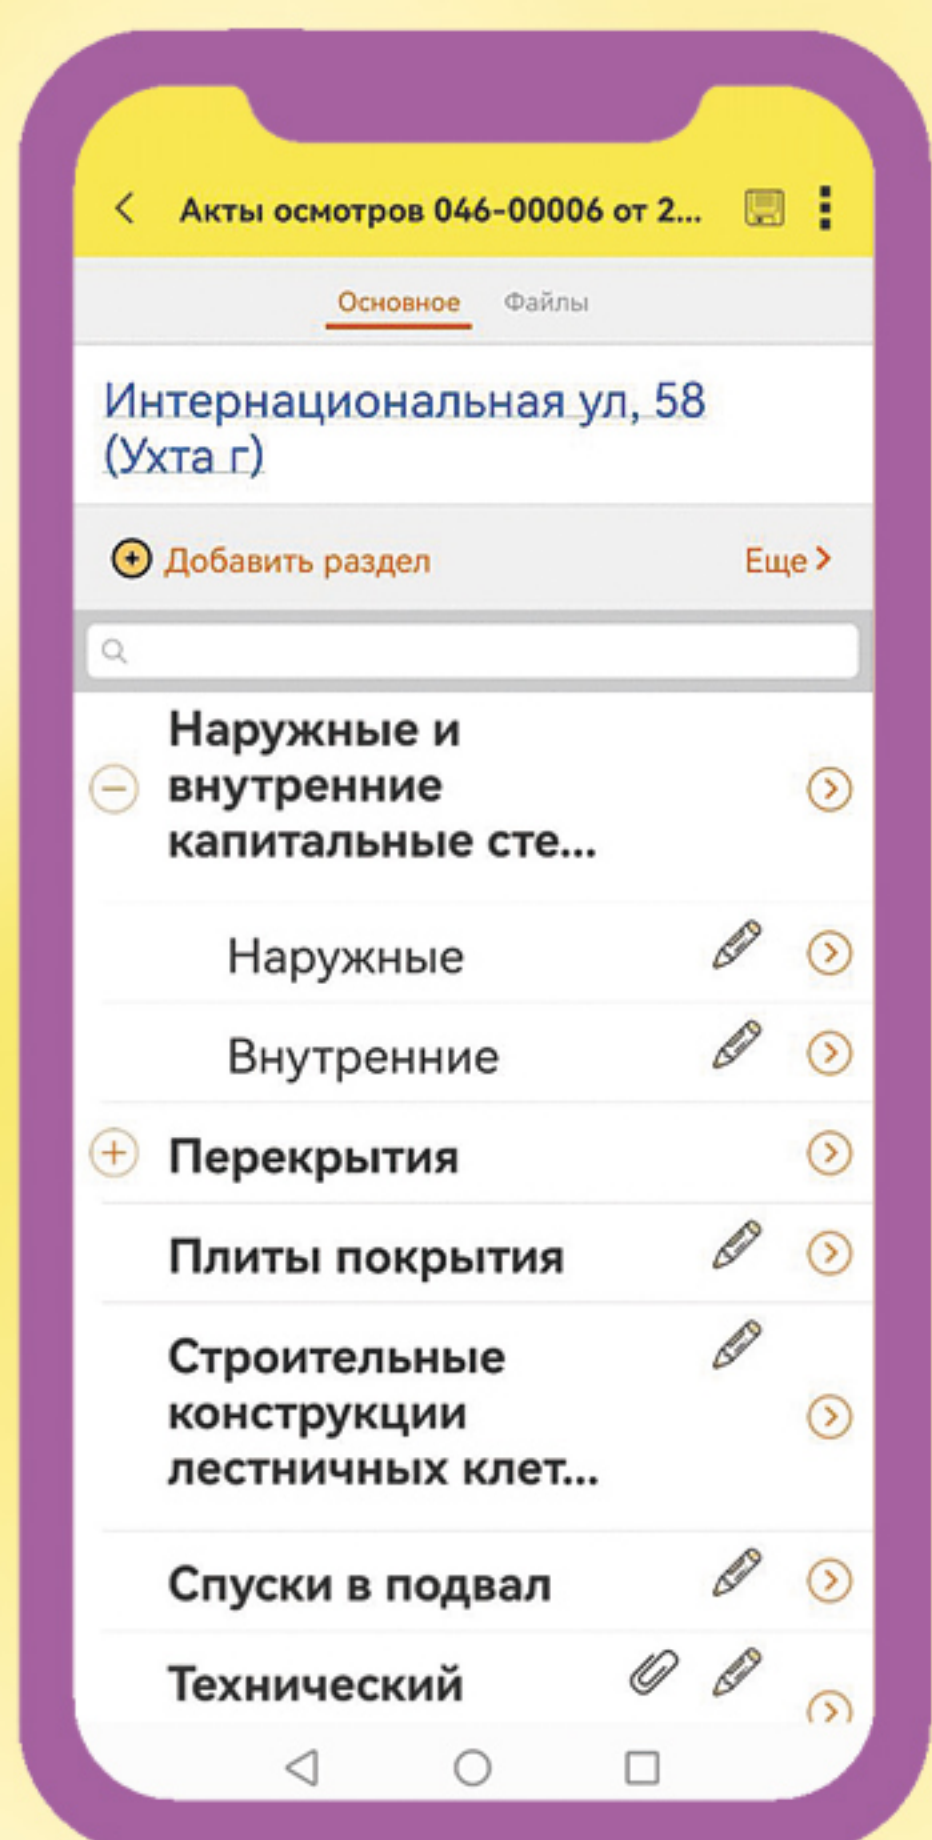 Акты осмотров 046-00006 от 2...
Основное Файлы
Интернациональная ул, 58
(Ухта г)
Добавить раздел Еще
Наружные и
внутренние
капитальные сте...
Наружные
Внутренние
Перекрытия
Плиты покрытия
Строительные
конструкции
лестничных клет...
Спуски в подвал
Технический